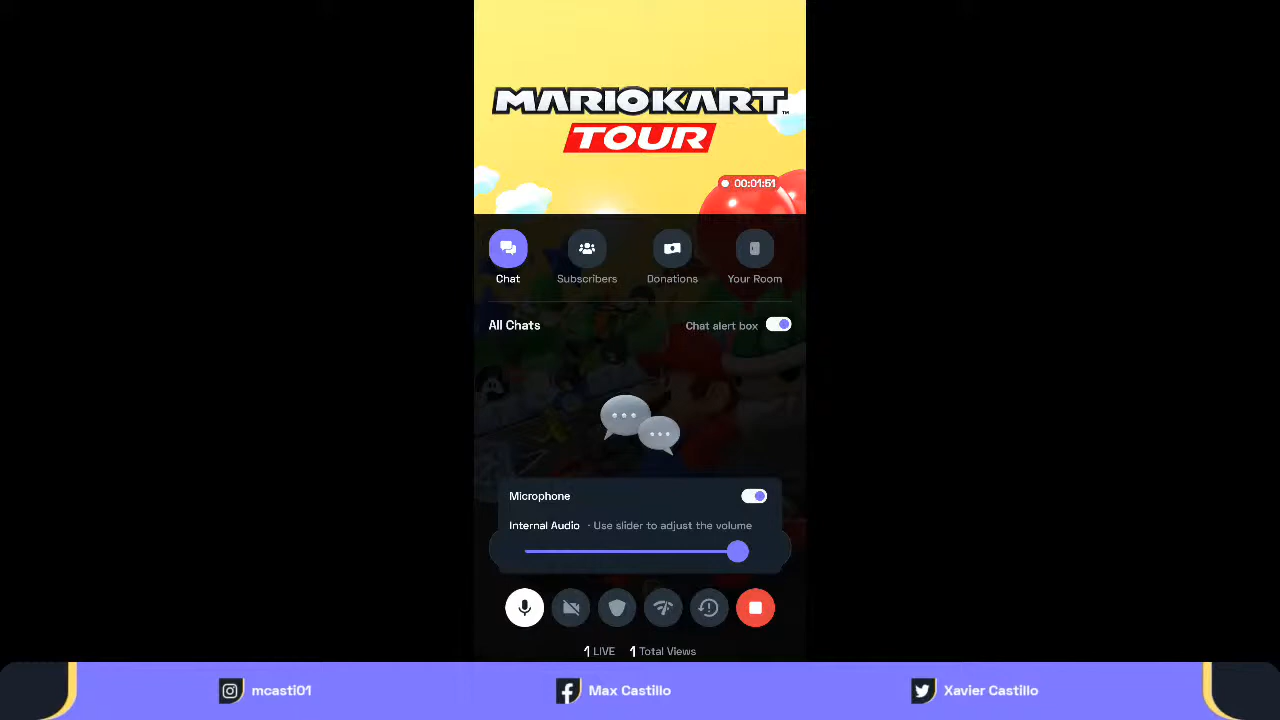 MARIOKART™
TOUR
00:01:51
Chat
Subscribers
Donations
Your Room
All Chats
Chat alert box
Microphone
Internal Audio - Use slider to adjust the volume
1 LIVE 1 Total Views
mcasti01
Max Castillo
Xavier Castillo